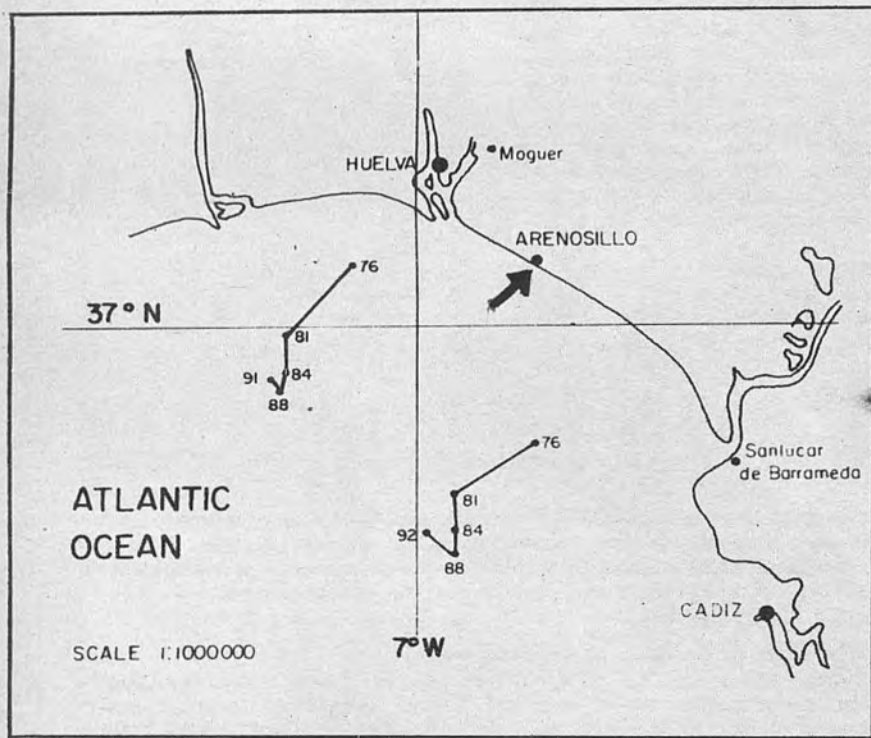 HUELVA
Moguer
ARENOSILLO
76
37° N
81
84
91
88
76
Sanlucar
de Barrameda
81
ATLANTIC
OCEAN
84
92
88
CADIZ
SCALE 1:1000000
7° W